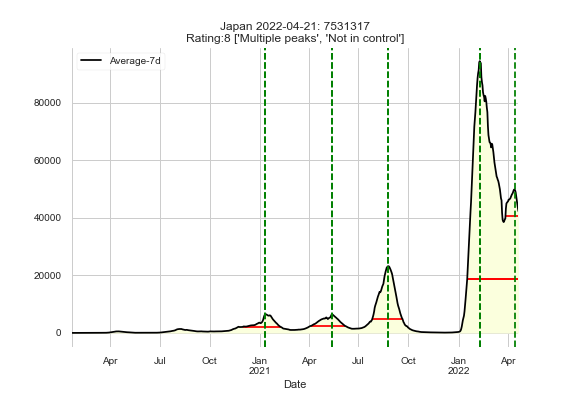 Japan 2022-04-21: 7531317
Rating:8 ['Multiple peaks', 'Not in control']
Average-7d
80000
60000
40000
20000
0
Apr Jul Oct Jan Apr Jul Oct Jan Apr
2021 2022
Date